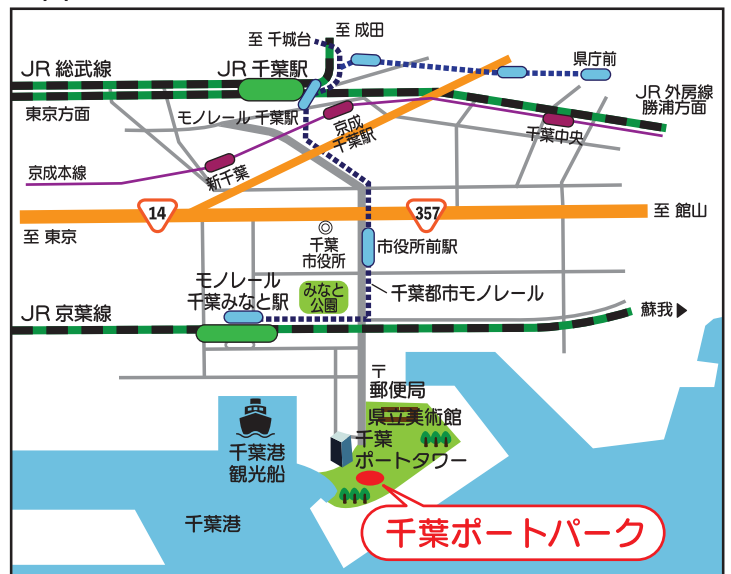 至 成田
至 千城台
県庁前
JR 総武線
JR 千葉駅
JR 外房線
勝浦方面
東京方面
モノレール 千葉駅
京成
千葉駅
千葉中央
京成本線
新千葉
14
357
至 館山
至 東京
千葉
市役所
市役所前駅
モノレール
千葉みなと駅
みなと
公園
千葉都市モノレール
JR 京葉線
蘇我
〒
郵便局
県立美術館
千葉
ポートタワー
千葉港
観光船
千葉港
千葉ポートパーク